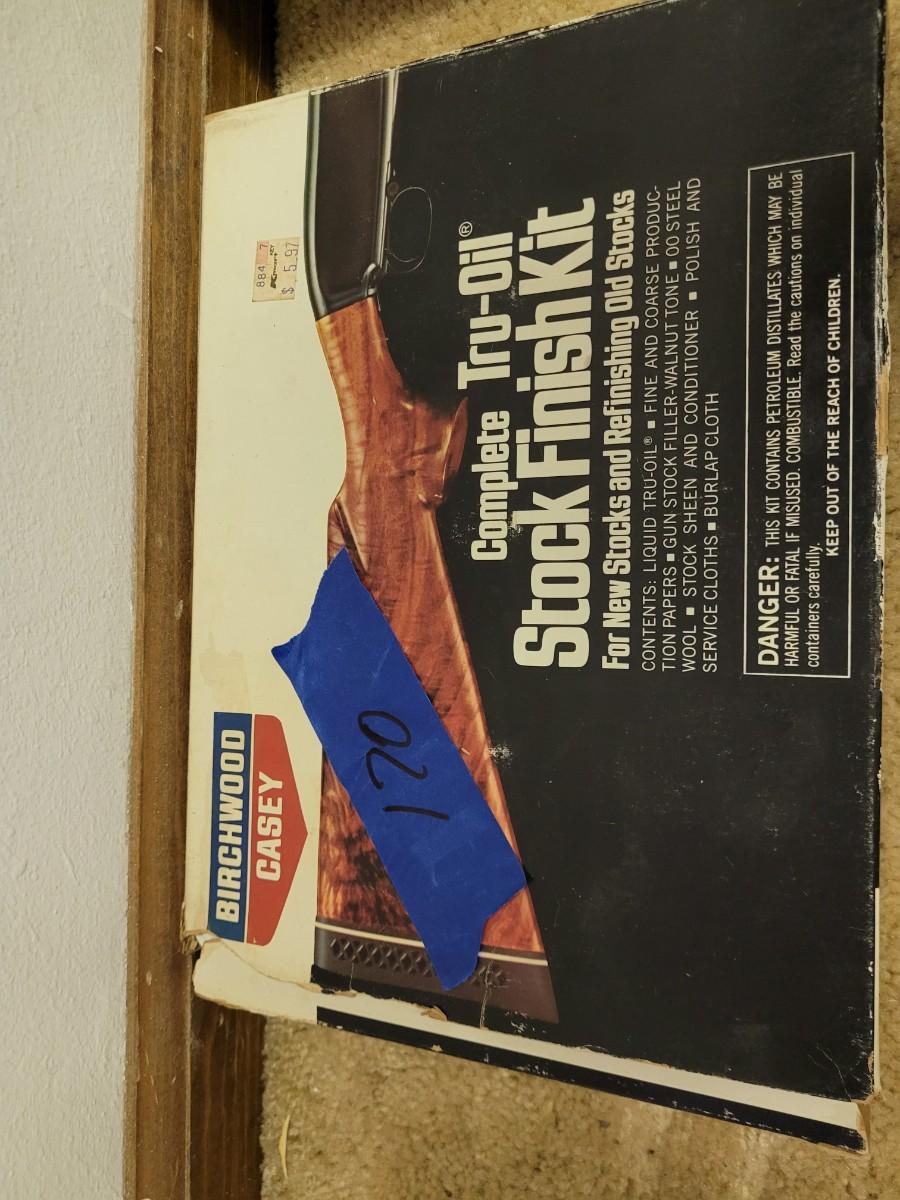 BIRCHWOOD
CASEY
884 7
Kmart KEY
$ 5.97
120
Complete Tru-Oil®
Stock Finish Kit
For New Stocks and Refinishing Old Stocks
CONTENTS: LIQUID TRU-OIL® ▪ FINE AND COARSE PRODUC-
TION PAPERS ▪ GUN STOCK FILLER-WALNUT TONE ▪ 00 STEEL
WOOL ▪ STOCK SHEEN AND CONDITIONER ▪ POLISH AND
SERVICE CLOTHS ▪ BURLAP CLOTH
DANGER: THIS KIT CONTAINS PETROLEUM DISTILLATES WHICH MAY BE
HARMFUL OR FATAL IF MISUSED. COMBUSTIBLE. Read the cautions on individual
containers carefully.
KEEP OUT OF THE REACH OF CHILDREN.